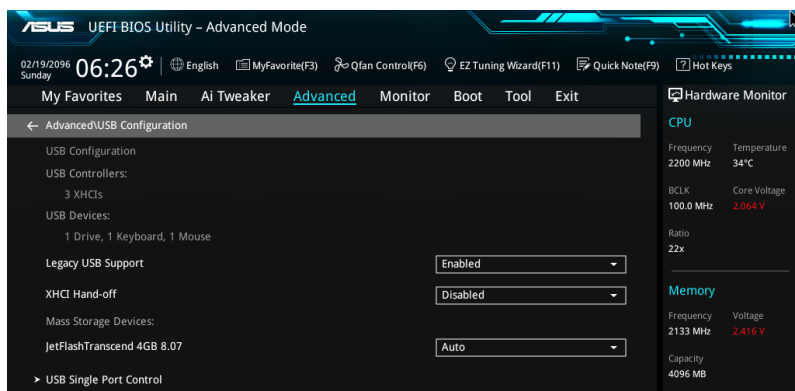 ASUS UEFI BIOS Utility – Advanced Mode
02/19/2096 Sunday 06:26 English MyFavorite(F3) Qfan Control(F6) EZ Tuning Wizard(F11) Quick Note(F9) ? Hot Keys
My Favorites Main Ai Tweaker Advanced Monitor Boot Tool Exit
← Advanced\USB Configuration
USB Configuration
USB Controllers:
3 XHCIs
USB Devices:
1 Drive, 1 Keyboard, 1 Mouse
Legacy USB Support Enabled
XHCI Hand-off Disabled
Mass Storage Devices:
JetFlashTranscend 4GB 8.07 Auto
> USB Single Port Control
Hardware Monitor
CPU
Frequency Temperature
2200 MHz 34°C
BCLK Core Voltage
100.0 MHz 2.064 V
Ratio
22x
Memory
Frequency Voltage
2133 MHz 2.416 V
Capacity
4096 MB